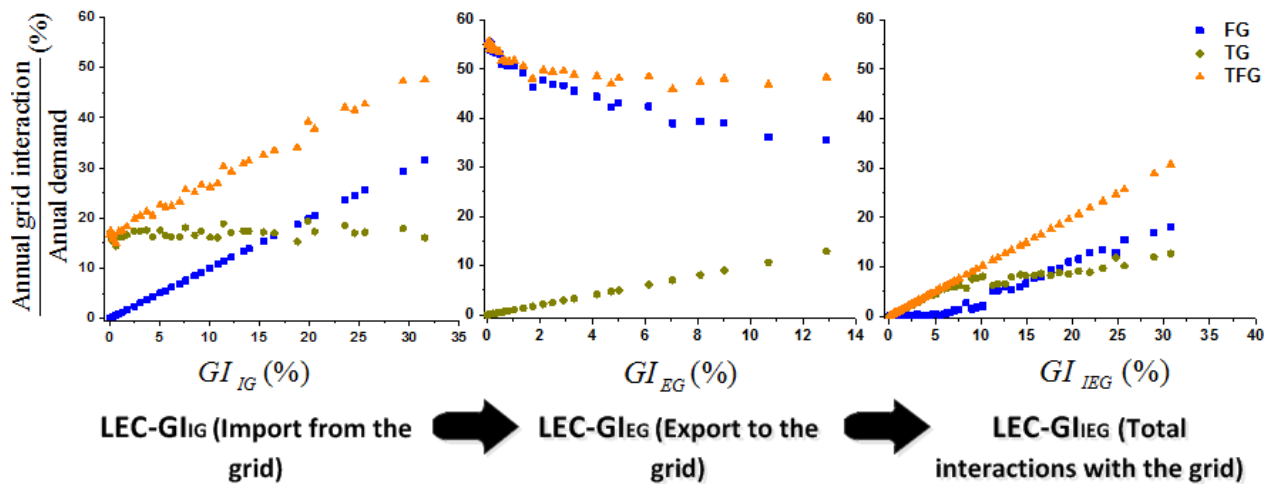 Annual grid interaction (%)
Anual demand
60
50
40
30
20
10
0
0 5 10 15 20 25 30 35
GI IG (%)
60
50
40
30
20
10
0
0 2 4 6 8 10 12 14
GI EG (%)
60
50
40
30
20
10
0
0 5 10 15 20 25 30 35 40
GI IEG (%)
FG
TG
TFG
LEC-GIIG (Import from the
grid)
LEC-GIEG (Export to the
grid)
LEC-GIIEG (Total
interactions with the grid)